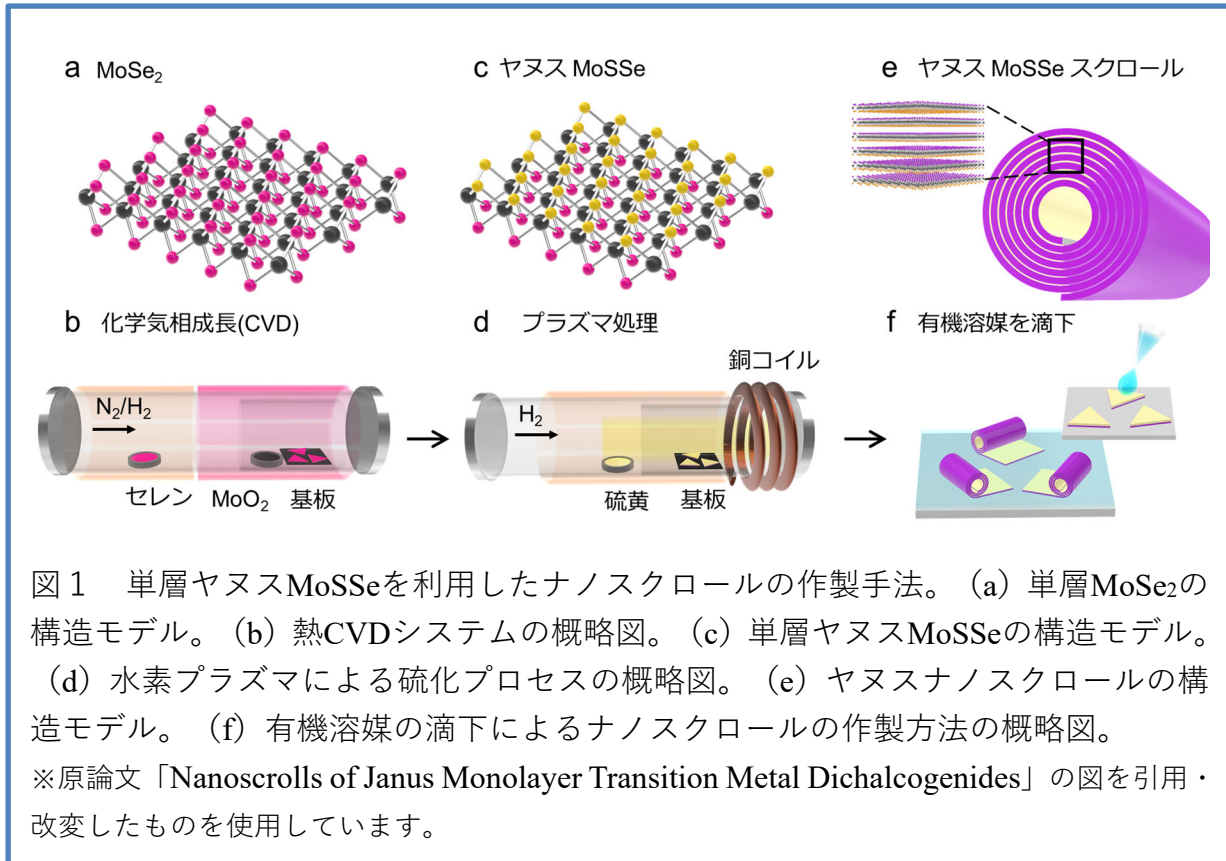 a MoSe₂
c ヤヌス MoSSe
e ヤヌス MoSSe スクロール
b 化学気相成長(CVD)
N₂/H₂
セレン MoO₂ 基板
d プラズマ処理
銅コイル
H₂
硫黄 基板
f 有機溶媒を滴下
図1 単層ヤヌスMoSSeを利用したナノスクロールの作製手法。(a)単層MoSe₂の
構造モデル。(b)熱CVDシステムの概略図。(c)単層ヤヌスMoSSeの構造モデル。
(d)水素プラズマによる硫化プロセスの概略図。(e)ヤヌスナノスクロールの構
造モデル。(f)有機溶媒の滴下によるナノスクロールの作製方法の概略図。
※原論文「Nanoscrolls of Janus Monolayer Transition Metal Dichalcogenides」の図を引用・
改変したものを使用しています。